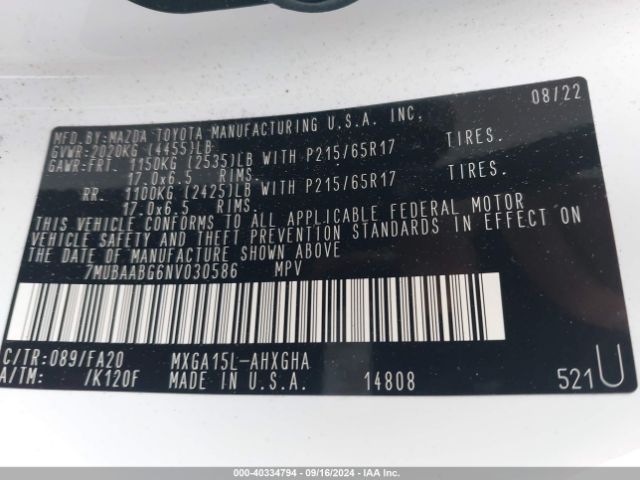 08/22
MFD.BY:MAZDA TOYOTA MANUFACTURING U.S.A. INC.
GVWR:2020KG (4455)LB
GAWR:FRT. 1150KG (2535)LB WITH P215/65R17 TIRES.
17.0x6.5 RIMS.
RR. 1100KG (2425)LB WITH P215/65R17 TIRES.
17.0x6.5 RIMS.
THIS VEHICLE CONFORMS TO ALL APPLICABLE FEDERAL MOTOR
VEHICLE SAFETY AND THEFT PREVENTION STANDARDS IN EFFECT ON
THE DATE OF MANUFACTURE SHOWN ABOVE
7MUBAABG6NV030586 MPV
C/TR:089/FA20 MXGA15L-AHXGHA
A/TM: /K120F MADE IN U.S.A. 14808 521U
000-40334794 - 09/16/2024 - IAA Inc.